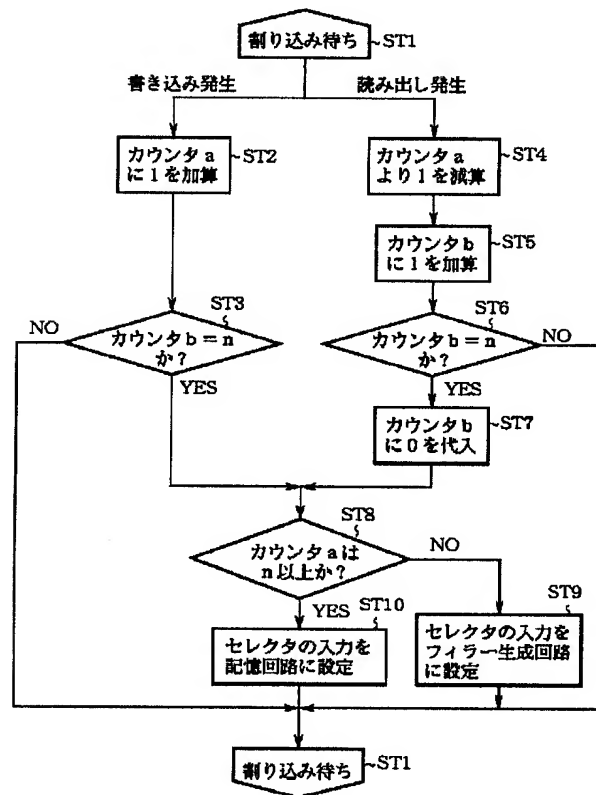 割り込み待ち
ST1
書き込み発生
読み出し発生
カウンタa
に1を加算
ST2
カウンタa
より1を減算
ST4
カウンタb
に1を加算
ST5
ST3
NO
カウンタb=n
か?
YES
ST6
カウンタb=n
か?
NO
YES
カウンタb
に0を代入
ST7
ST8
カウンタaは
n以上か?
NO
YES
ST10
セレクタの入力を
記憶回路に設定
ST9
セレクタの入力を
フィラー生成回路
に設定
割り込み待ち
ST1